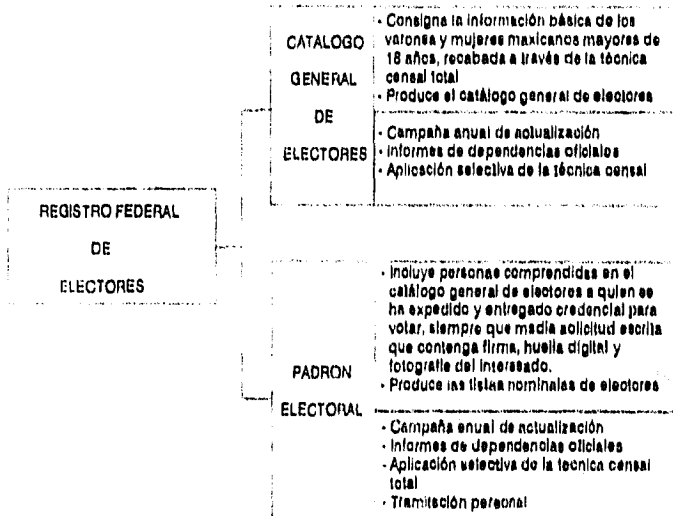 REGISTRO FEDERAL
DE
ELECTORES
CATALOGO
GENERAL
DE
ELECTORES
- Consigna la información básica de los
varones y mujeres mexicanos mayores de
18 años, recabada a través de la técnica
censal total
- Produce el catálogo general de electores
- Campaña anual de actualización
- Informes de dependencias oficiales
- Aplicación selectiva de la técnica censal
PADRON
ELECTORAL
- Incluye personas comprendidas en el
catálogo general de electores a quien se
ha expedido y entregado credencial para
votar, siempre que media solicitud escrita
que contenga firma, huella digital y
fotografie del interesado.
- Produce las listas nominales de electores
- Campaña anual de actualización
- Informes de dependencias oficiales
- Aplicación selectiva de la tecnica censal
total
- Tramitación personal